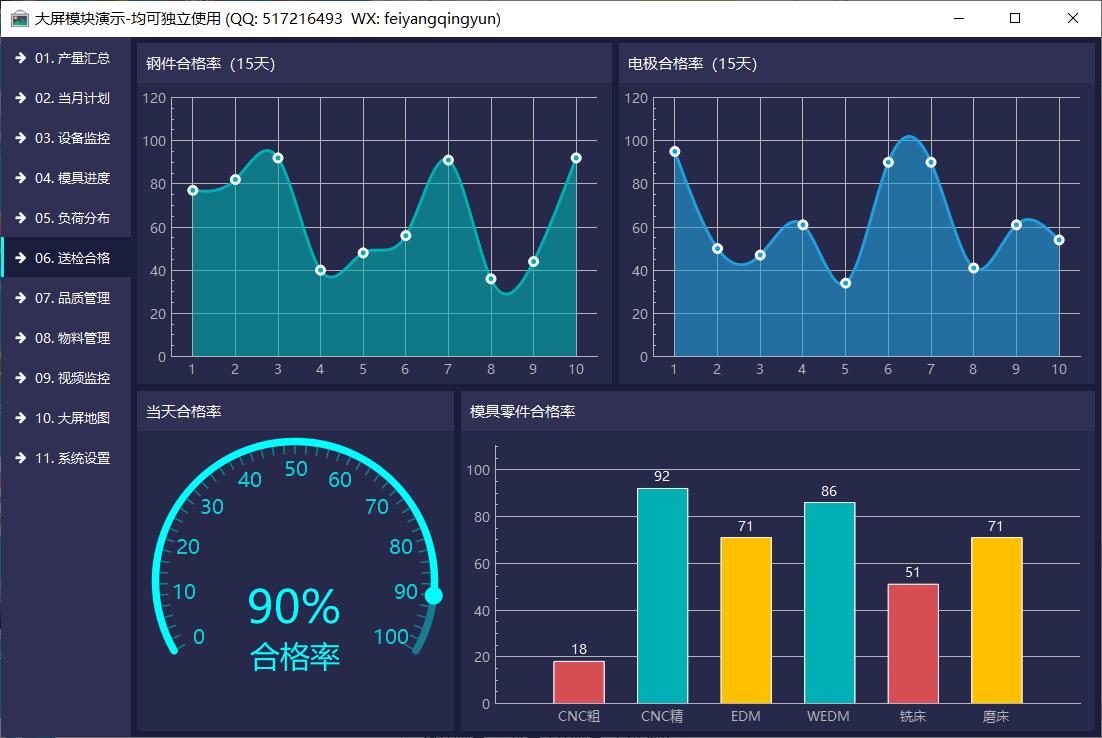 大屏模块演示-均可独立使用 (QQ: 517216493  WX: feiyangqingyun)
01. 产量汇总
02. 当月计划
03. 设备监控
04. 模具进度
05. 负荷分布
06. 送检合格
07. 品质管理
08. 物料管理
09. 视频监控
10. 大屏地图
11. 系统设置
钢件合格率（15天）
120
100
80
60
40
20
0
1 2 3 4 5 6 7 8 9 10
电极合格率（15天）
120
100
80
60
40
20
0
1 2 3 4 5 6 7 8 9 10
当天合格率
0
10
20
30
40
50
60
70
80
90
100
90%
合格率
模具零件合格率
100
80
60
40
20
0
18
92
71
86
51
71
CNC粗 CNC精 EDM WEDM 铣床 磨床